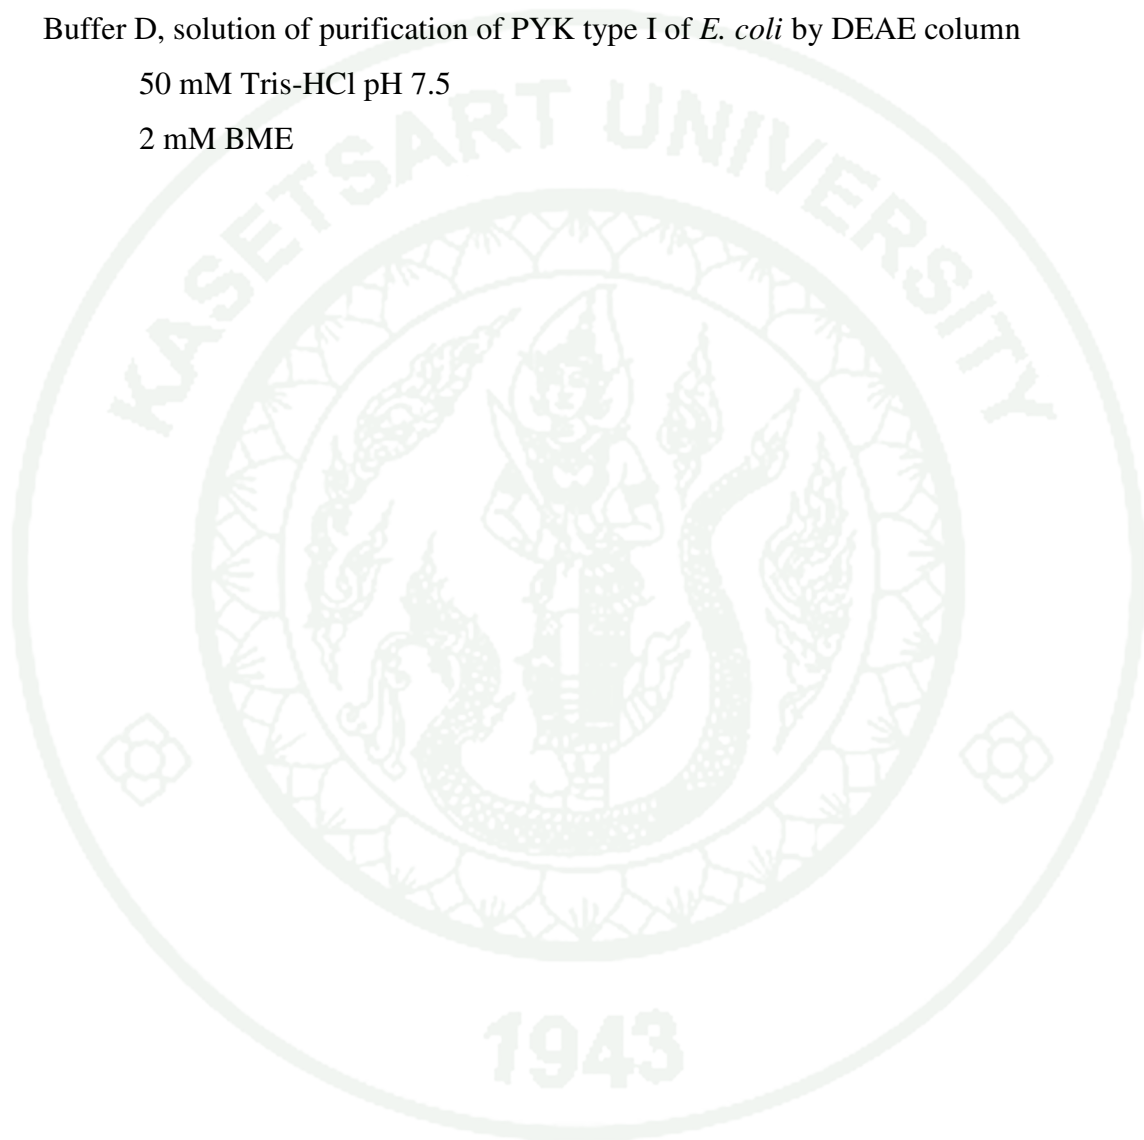 Buffer D, solution of purification of PYK type I of E. coli by DEAE column
50 mM Tris-HCl pH 7.5
2 mM BME
KASETSART UNIVERSITY
1943